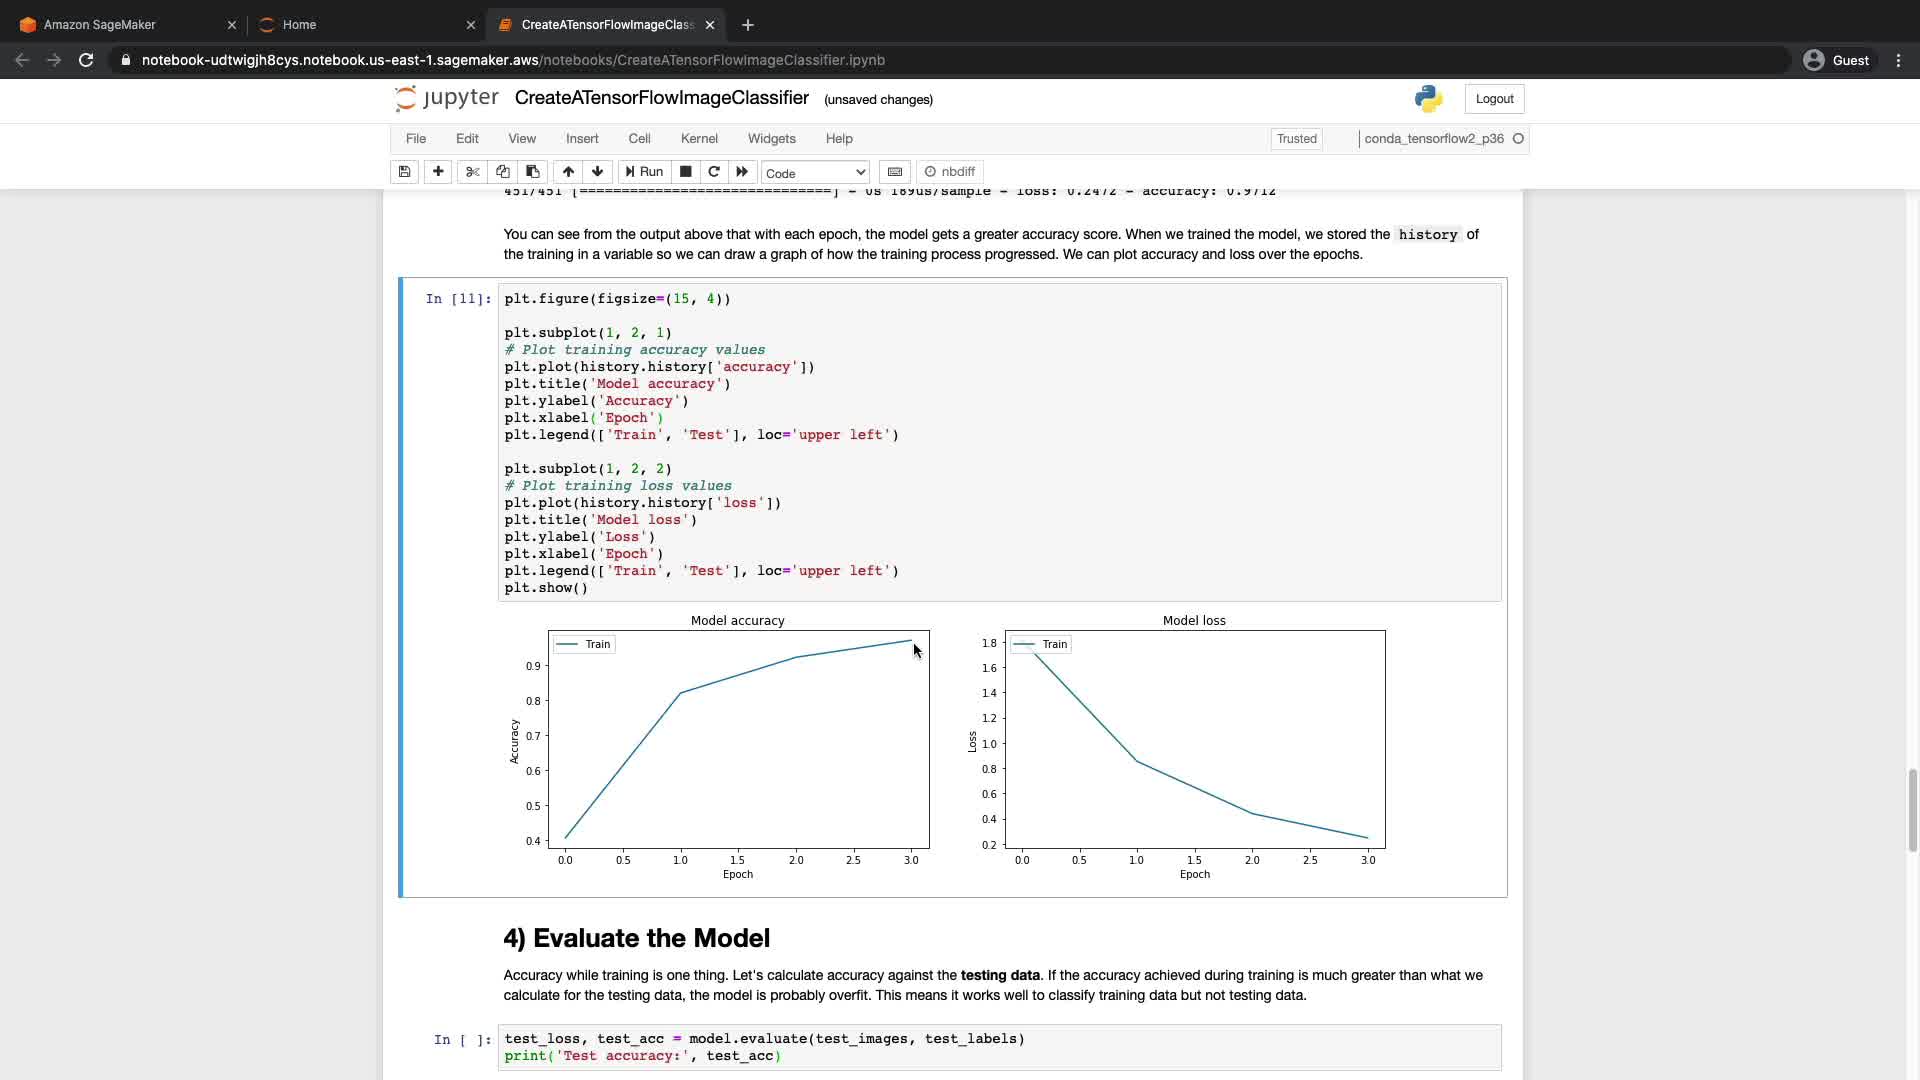 Amazon SageMaker
Home
CreateATensorFlowImageClass
notebook-udtwigjh8cys.notebook.us-east-1.sagemaker.aws/notebooks/CreateATensorFlowImageClassifier.ipynb
Guest
jupyter CreateATensorFlowImageClassifier (unsaved changes)
Logout
File Edit View Insert Cell Kernel Widgets Help
Trusted
conda_tensorflow2_p36
Run
Code
nbdiff
451/451 [==============================] - 0s 189us/sample - loss: 0.2472 - accuracy: 0.9712
You can see from the output above that with each epoch, the model gets a greater accuracy score. When we trained the model, we stored the history of
the training in a variable so we can draw a graph of how the training process progressed. We can plot accuracy and loss over the epochs.
In [11]:
plt.figure(figsize=(15, 4))
plt.subplot(1, 2, 1)
# Plot training accuracy values
plt.plot(history.history['accuracy'])
plt.title('Model accuracy')
plt.ylabel('Accuracy')
plt.xlabel('Epoch')
plt.legend(['Train', 'Test'], loc='upper left')
plt.subplot(1, 2, 2)
# Plot training loss values
plt.plot(history.history['loss'])
plt.title('Model loss')
plt.ylabel('Loss')
plt.xlabel('Epoch')
plt.legend(['Train', 'Test'], loc='upper left')
plt.show()
Model accuracy
Train
0.9
0.8
0.7
0.6
0.5
0.4
Accuracy
0.0 0.5 1.0 1.5 2.0 2.5 3.0
Epoch
Model loss
Train
1.8
1.6
1.4
1.2
1.0
0.8
0.6
0.4
0.2
Loss
0.0 0.5 1.0 1.5 2.0 2.5 3.0
Epoch
4) Evaluate the Model
Accuracy while training is one thing. Let's calculate accuracy against the testing data. If the accuracy achieved during training is much greater than what we
calculate for the testing data, the model is probably overfit. This means it works well to classify training data but not testing data.
In [ ]:
test_loss, test_acc = model.evaluate(test_images, test_labels)
print('Test accuracy:', test_acc)